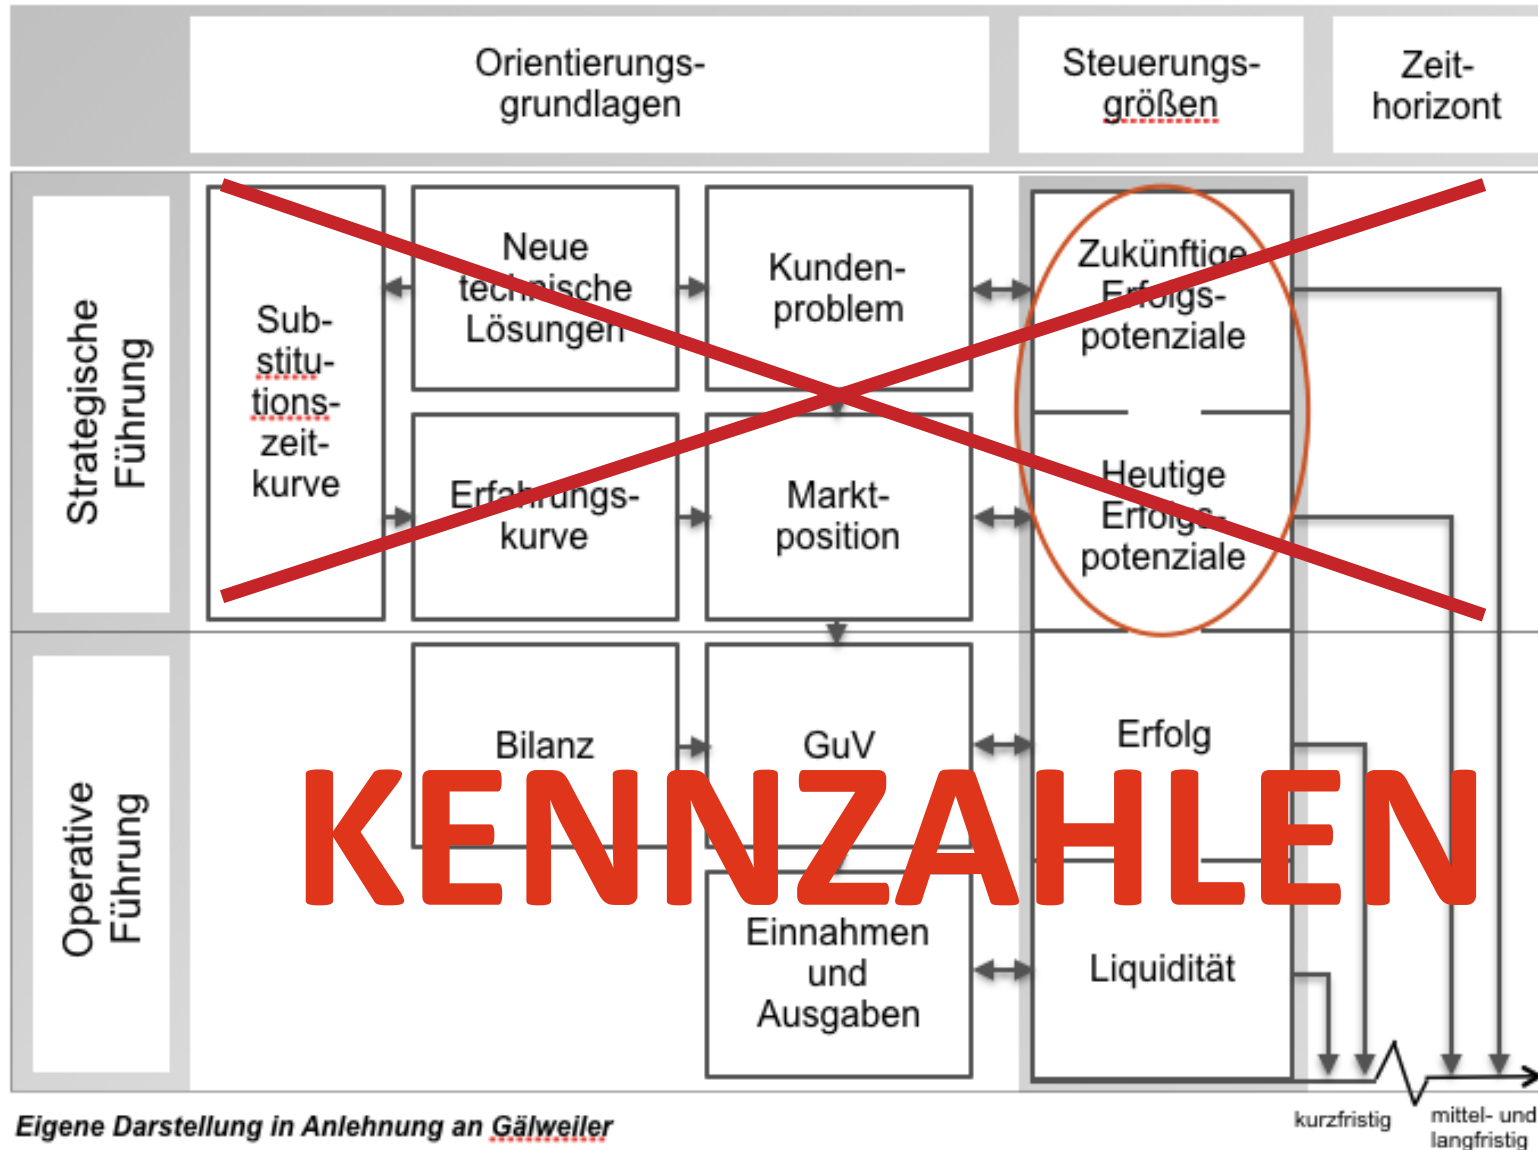 Orientierungs-
grundlagen
Steuerungs-
größen
Zeit-
horizont
Strategische
Führung
Sub-
stitu-
tions-
zeit-
kurve
Neue
technische
Lösungen
Kunden-
problem
Zukünftige
Erfolgs-
potenziale
Erfahrungs-
kurve
Markt-
position
Heutige
Erfolgs-
potenziale
Operative
Führung
Bilanz
GuV
Erfolg
KENNZAHLEN
Einnahmen
und
Ausgaben
Liquidität
kurzfristig
mittel- und
langfristig
Eigene Darstellung in Anlehnung an Gälweiler